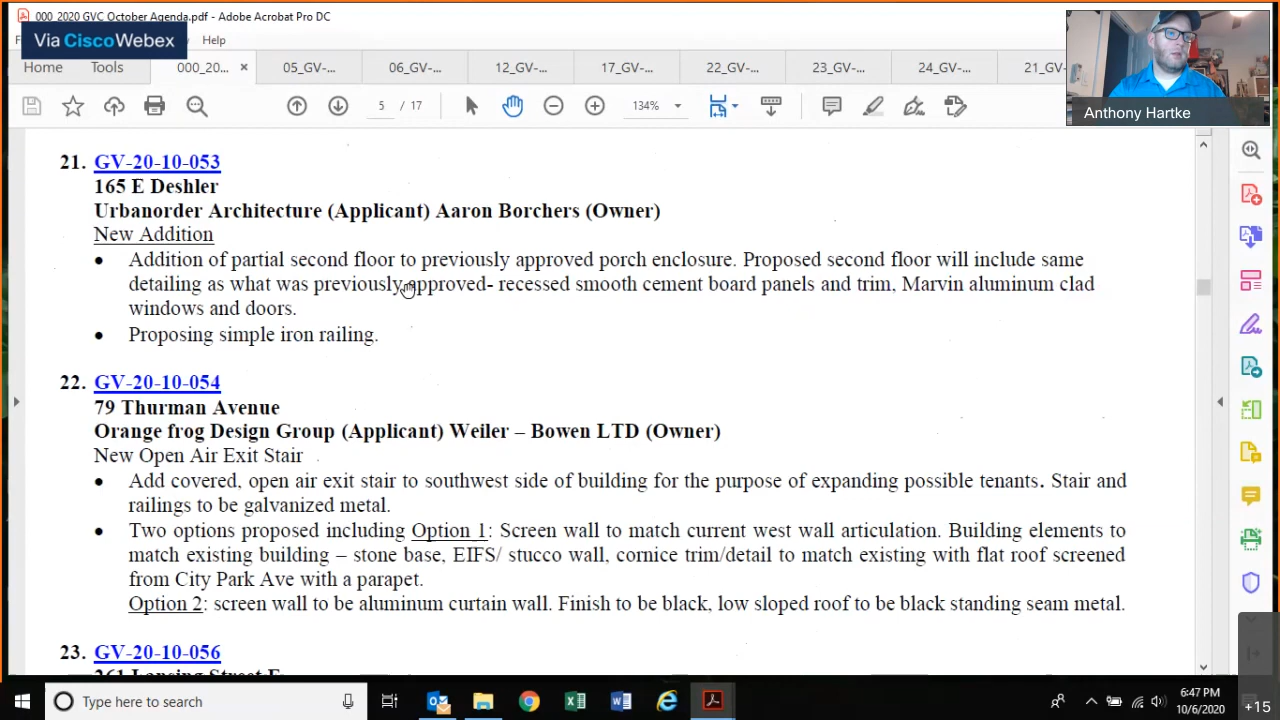 000_2020 GVC October Agenda.pdf - Adobe Acrobat Pro DC
Via Cisco Webex
Help
Home
Tools
000_20...
×
05_GV-...
06_GV-...
12_GV-...
17_GV-...
22_GV-...
23_GV-...
24_GV-...
21_GV
5 / 17
134%
Anthony Hartke
21. GV-20-10-053
165 E Deshler
Urbanorder Architecture (Applicant) Aaron Borchers (Owner)
New Addition
• Addition of partial second floor to previously approved porch enclosure. Proposed second floor will include same
detailing as what was previously approved- recessed smooth cement board panels and trim, Marvin aluminum clad
windows and doors.
• Proposing simple iron railing.
22. GV-20-10-054
79 Thurman Avenue
Orange frog Design Group (Applicant) Weiler – Bowen LTD (Owner)
New Open Air Exit Stair
• Add covered, open air exit stair to southwest side of building for the purpose of expanding possible tenants. Stair and
railings to be galvanized metal.
• Two options proposed including Option 1: Screen wall to match current west wall articulation. Building elements to
match existing building – stone base, EIFS/ stucco wall, cornice trim/detail to match existing with flat roof screened
from City Park Ave with a parapet.
Option 2: screen wall to be aluminum curtain wall. Finish to be black, low sloped roof to be black standing seam metal.
23. GV-20-10-056
261 Lansing Street
Type here to search
6:47 PM
10/6/2020
+15